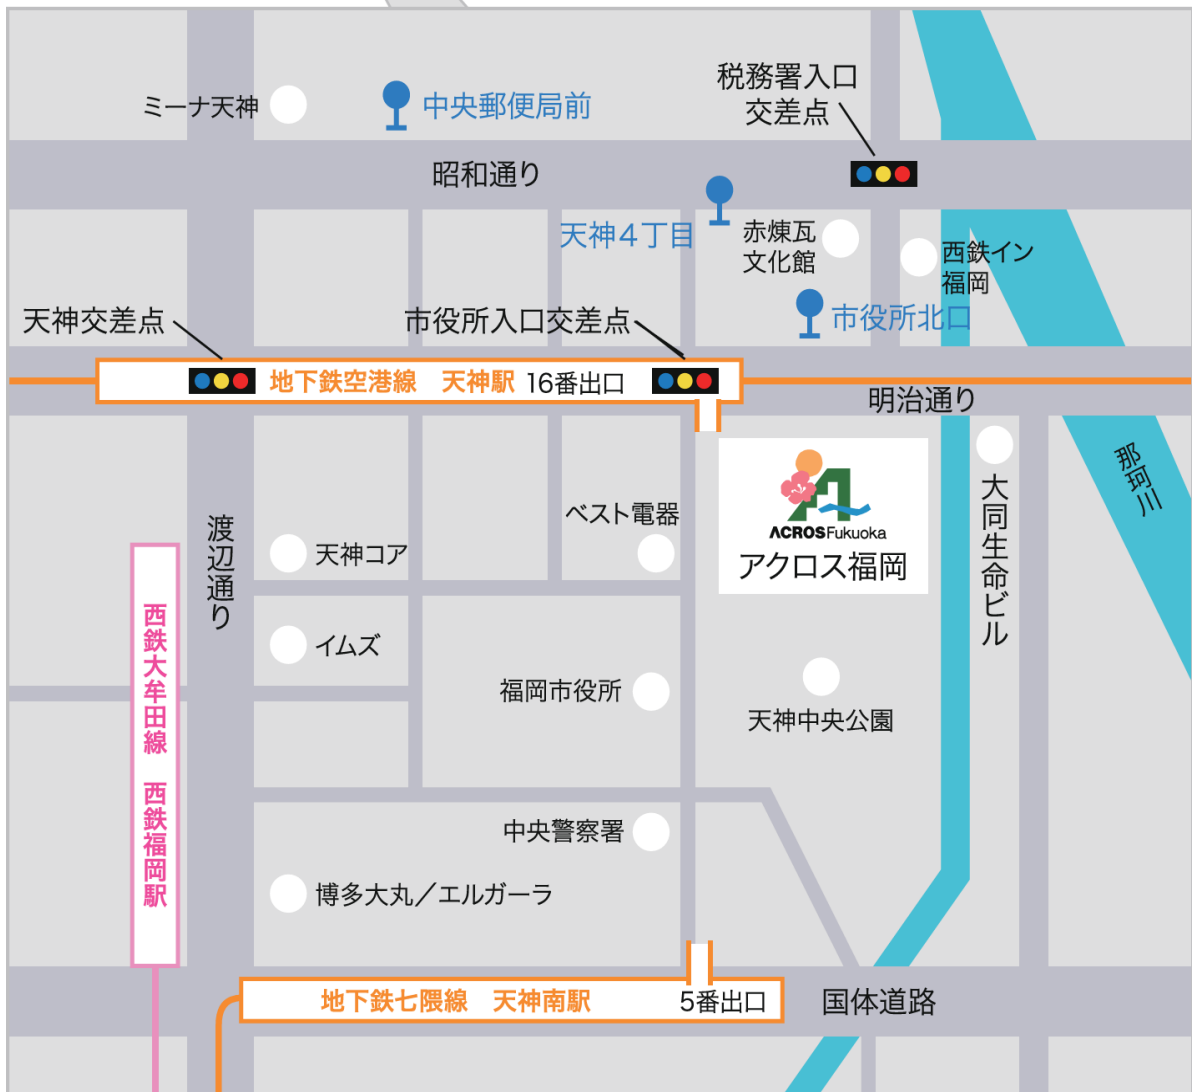 ミーナ天神
中央郵便局前
税務署入口
交差点
昭和通り
天神4丁目
赤煉瓦
文化館
西鉄イン
福岡
市役所北口
天神交差点
市役所入口交差点
地下鉄空港線 天神駅 16番出口
明治通り
那珂川
ACROS Fukuoka
アクロス福岡
大同生命ビル
ベスト電器
渡辺通り
天神コア
イムズ
西鉄大牟田線 西鉄福岡駅
福岡市役所
天神中央公園
中央警察署
博多大丸／エルガーラ
地下鉄七隈線 天神南駅 5番出口
国体道路